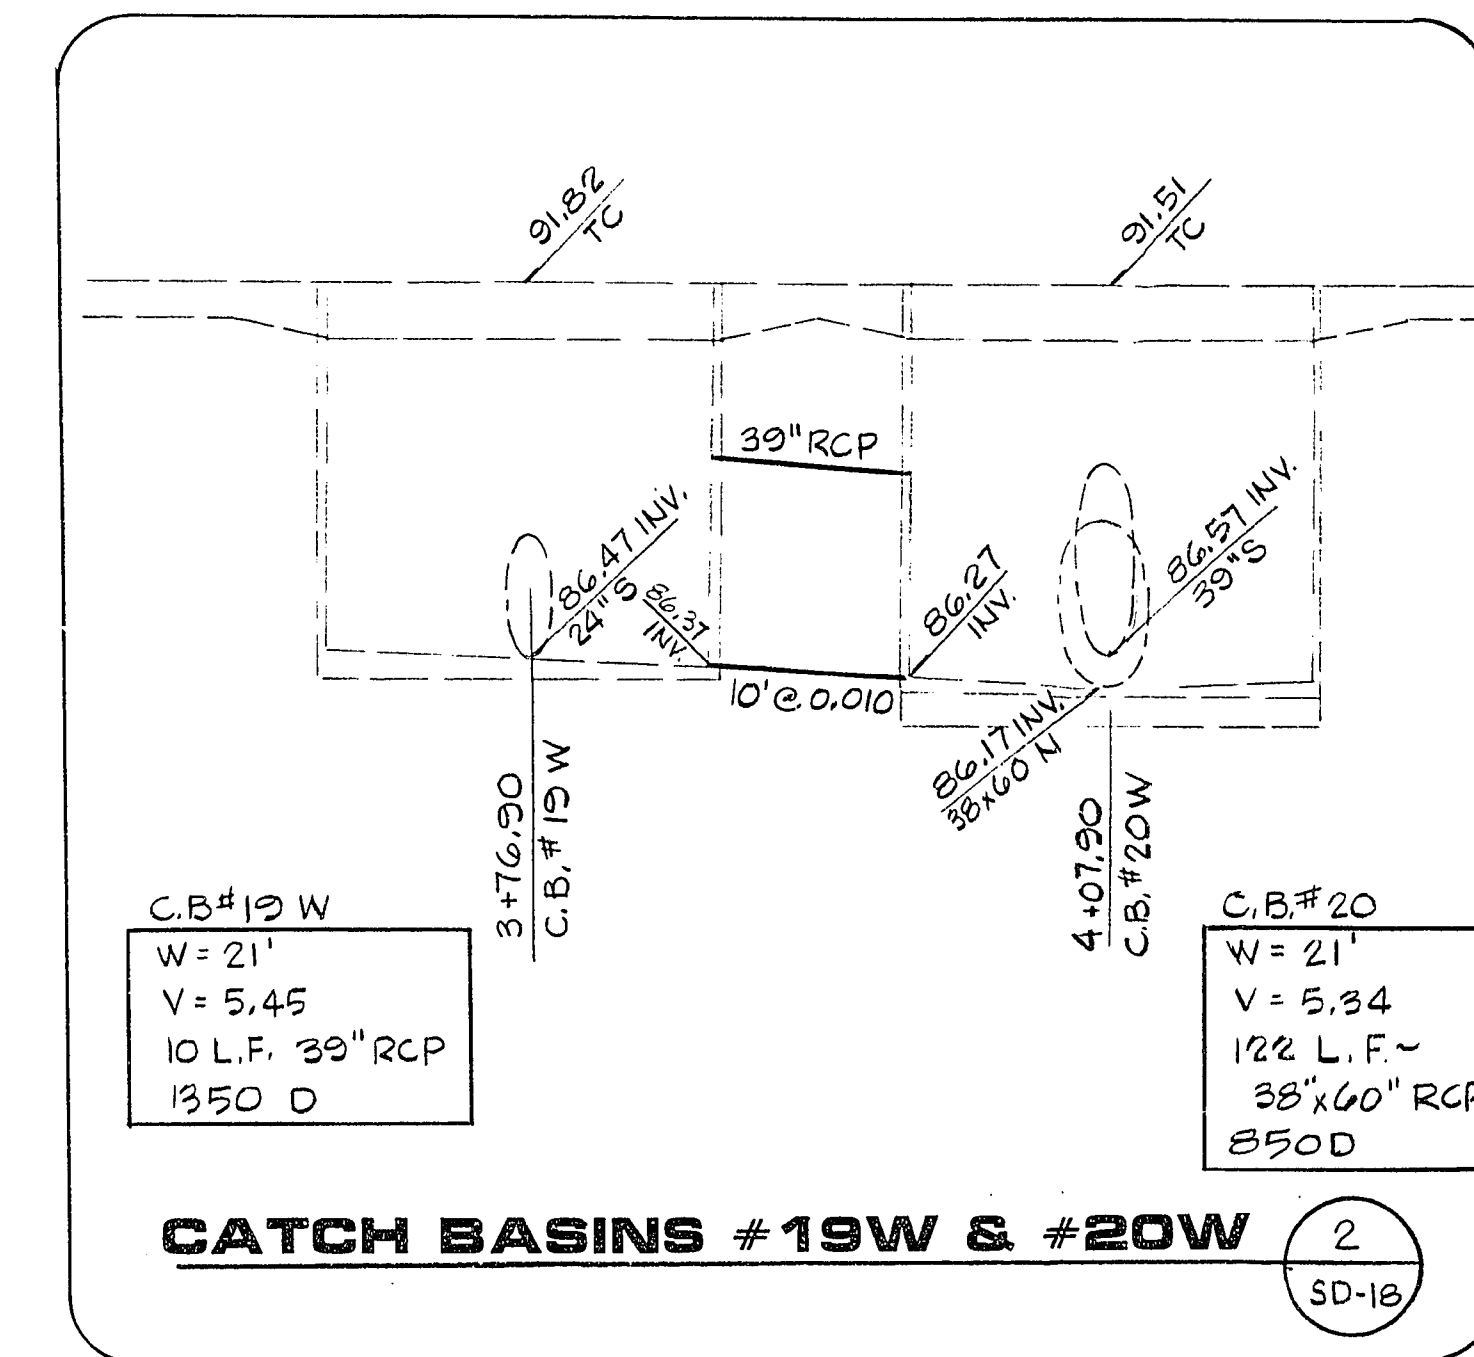 91.82
TC
91.51
TC
39" RCP
86.47 INV.
24" S
86.37
INV.
86.27
INV.
86.57 INV.
39" S
10' @ 0.010
86.17 INV.
38x60 N
3+76.90
C.B. #19 W
4+07.90
C.B. #20W
C.B #19 W
W = 21'
V = 5.45
10 L.F. 39" RCP
1350 D
C.B. #20
W = 21'
V = 5.34
122 L.F.~
38"x60" RCP
850D
CATCH BASINS #19W & #20W
2
SD-18